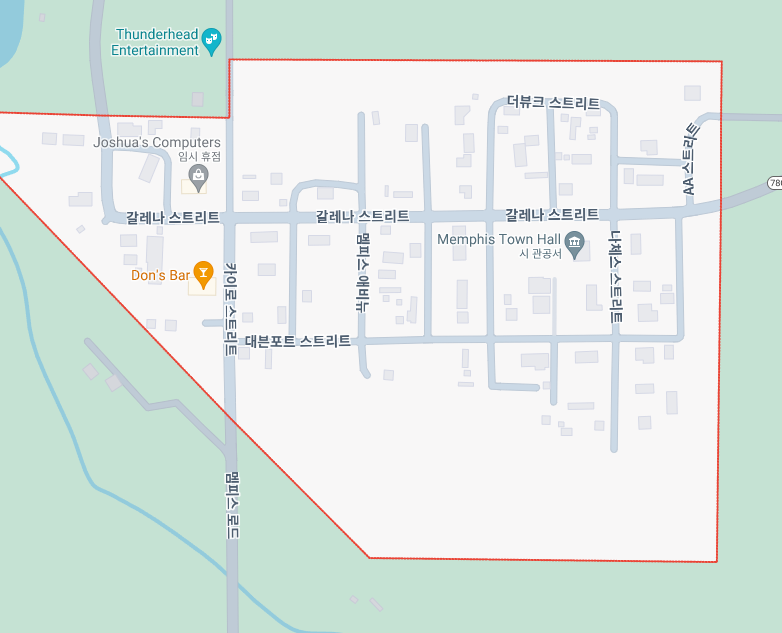 Thunderhead
Entertainment
더뷰크 스트리트
Joshua's Computers
임시 휴점
AA 스트리트
780
갈레나 스트리트
갈레나 스트리트
갈레나 스트리트
Memphis Town Hall
시 관공서
멤피스 애비뉴
나체스 스트리트
Don's Bar
카이로 스트리트
대븐포트 스트리트
멤피스 로드